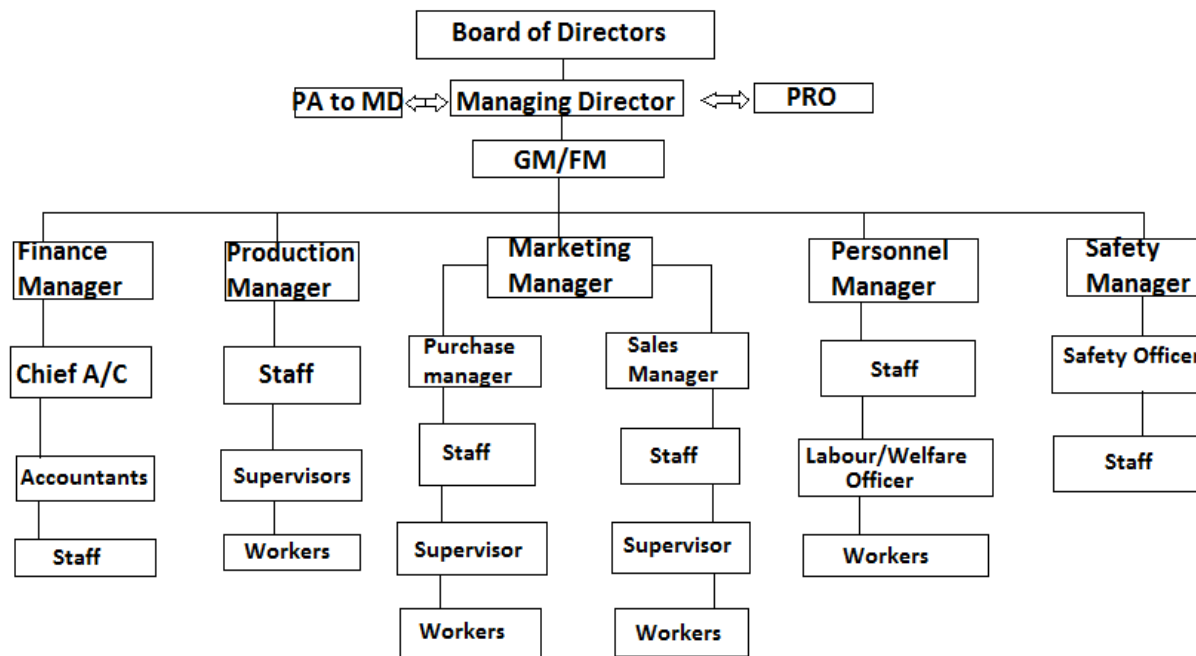 Board of Directors
PA to MD
Managing Director
PRO
GM/FM
Finance
Manager
Production
Manager
Marketing
Manager
Personnel
Manager
Safety
Manager
Chief A/C
Staff
Purchase
manager
Sales
Manager
Staff
Safety Officer
Accountants
Supervisors
Staff
Staff
Labour/Welfare
Officer
Staff
Staff
Workers
Supervisor
Supervisor
Workers
Workers
Workers